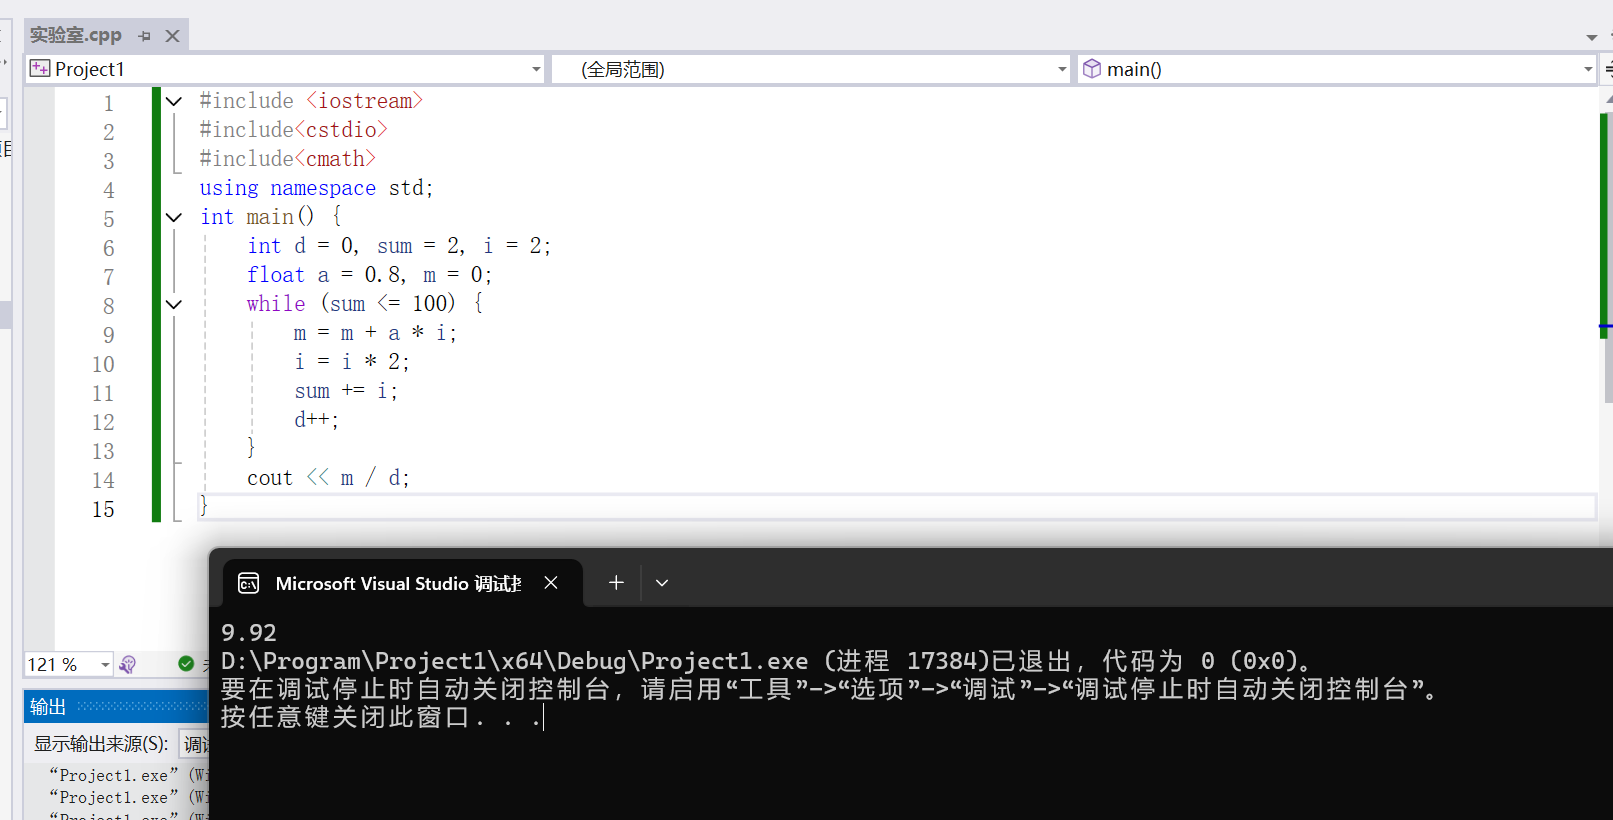 实验室.cpp
Project1
(全局范围)
main()
1 #include <iostream>
2 #include<cstdio>
3 #include<cmath>
4 using namespace std;
5 int main() {
6 int d = 0, sum = 2, i = 2;
7 float a = 0.8, m = 0;
8 while (sum <= 100) {
9 m = m + a * i;
10 i = i * 2;
11 sum += i;
12 d++;
13 }
14 cout << m / d;
15 }
121 %
输出
显示输出来源(S):
“Project1.exe”
“Project1.exe”
“Project1.exe”
Microsoft Visual Studio 调试
9.92
D:\Program\Project1\x64\Debug\Project1.exe (进程 17384)已退出，代码为 0 (0x0)。
要在调试停止时自动关闭控制台，请启用“工具”->“选项”->“调试”->“调试停止时自动关闭控制台”。
按任意键关闭此窗口. . .